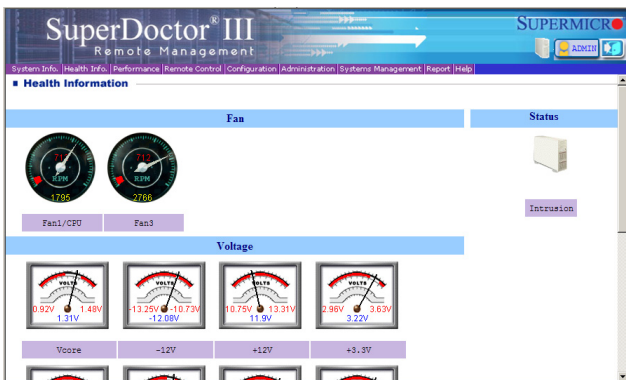 SuperDoctor® III
Remote Management
SUPERMICR
ADMIN
System Info. Health Info. Performance Remote Control Configuration Administration Systems Management Report Help
Health Information
Fan
Status
712
712
RPM
RPM
1795
2766
Fan1/CPU
Fan3
Intrusion
Voltage
VOLTS
VOLTS
VOLTS
VOLTS
0.92V 1.48V
-13.25V -10.73V
10.75V 13.31V
2.96V 3.63V
1.31V
-12.08V
11.9V
3.22V
Vcore
-12V
+12V
+3.3V